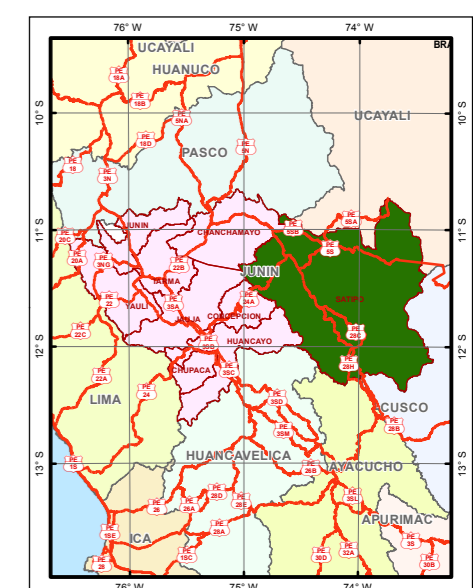 76°W 75°W 74°W
UCAYALI
BRA
HUANUCO
PE 18A
PE 18B
PE 5NA
10°S
10°S
UCAYALI
PE 18D
PE 5N
PASCO
PE 18
PE 3N
PE 5SA
11°S
11°S
JUNIN
PE 20C
CHANCHAMAYO
PE 5SB
PE 5S
PE 20A
PE 3NG
PE 22B
JUNIN
TARMA
PE 22
PE 3SA
PE 24A
SATIPO
YAULI
JAUJA
CONCEPCION
PE 22C
PE 28C
HUANCAYO
12°S
12°S
PE 3SC
PE 28H
CHUPACA
PE 22A
LIMA
PE 24
PE 3SD
CUSCO
PE 28B
PE 3SM
HUANCAVELICA
13°S
13°S
PE 1S
PE 26B
AYACUCHO
PE 28D
PE 3SL
PE 26
PE 26A
PE 28E
APURIMAC
PE 1SE
PE 28A
ICA
PE 3S
PE 28
PE 1SC
PE 30D
PE 32A
PE 30B
76°W 75°W 74°W